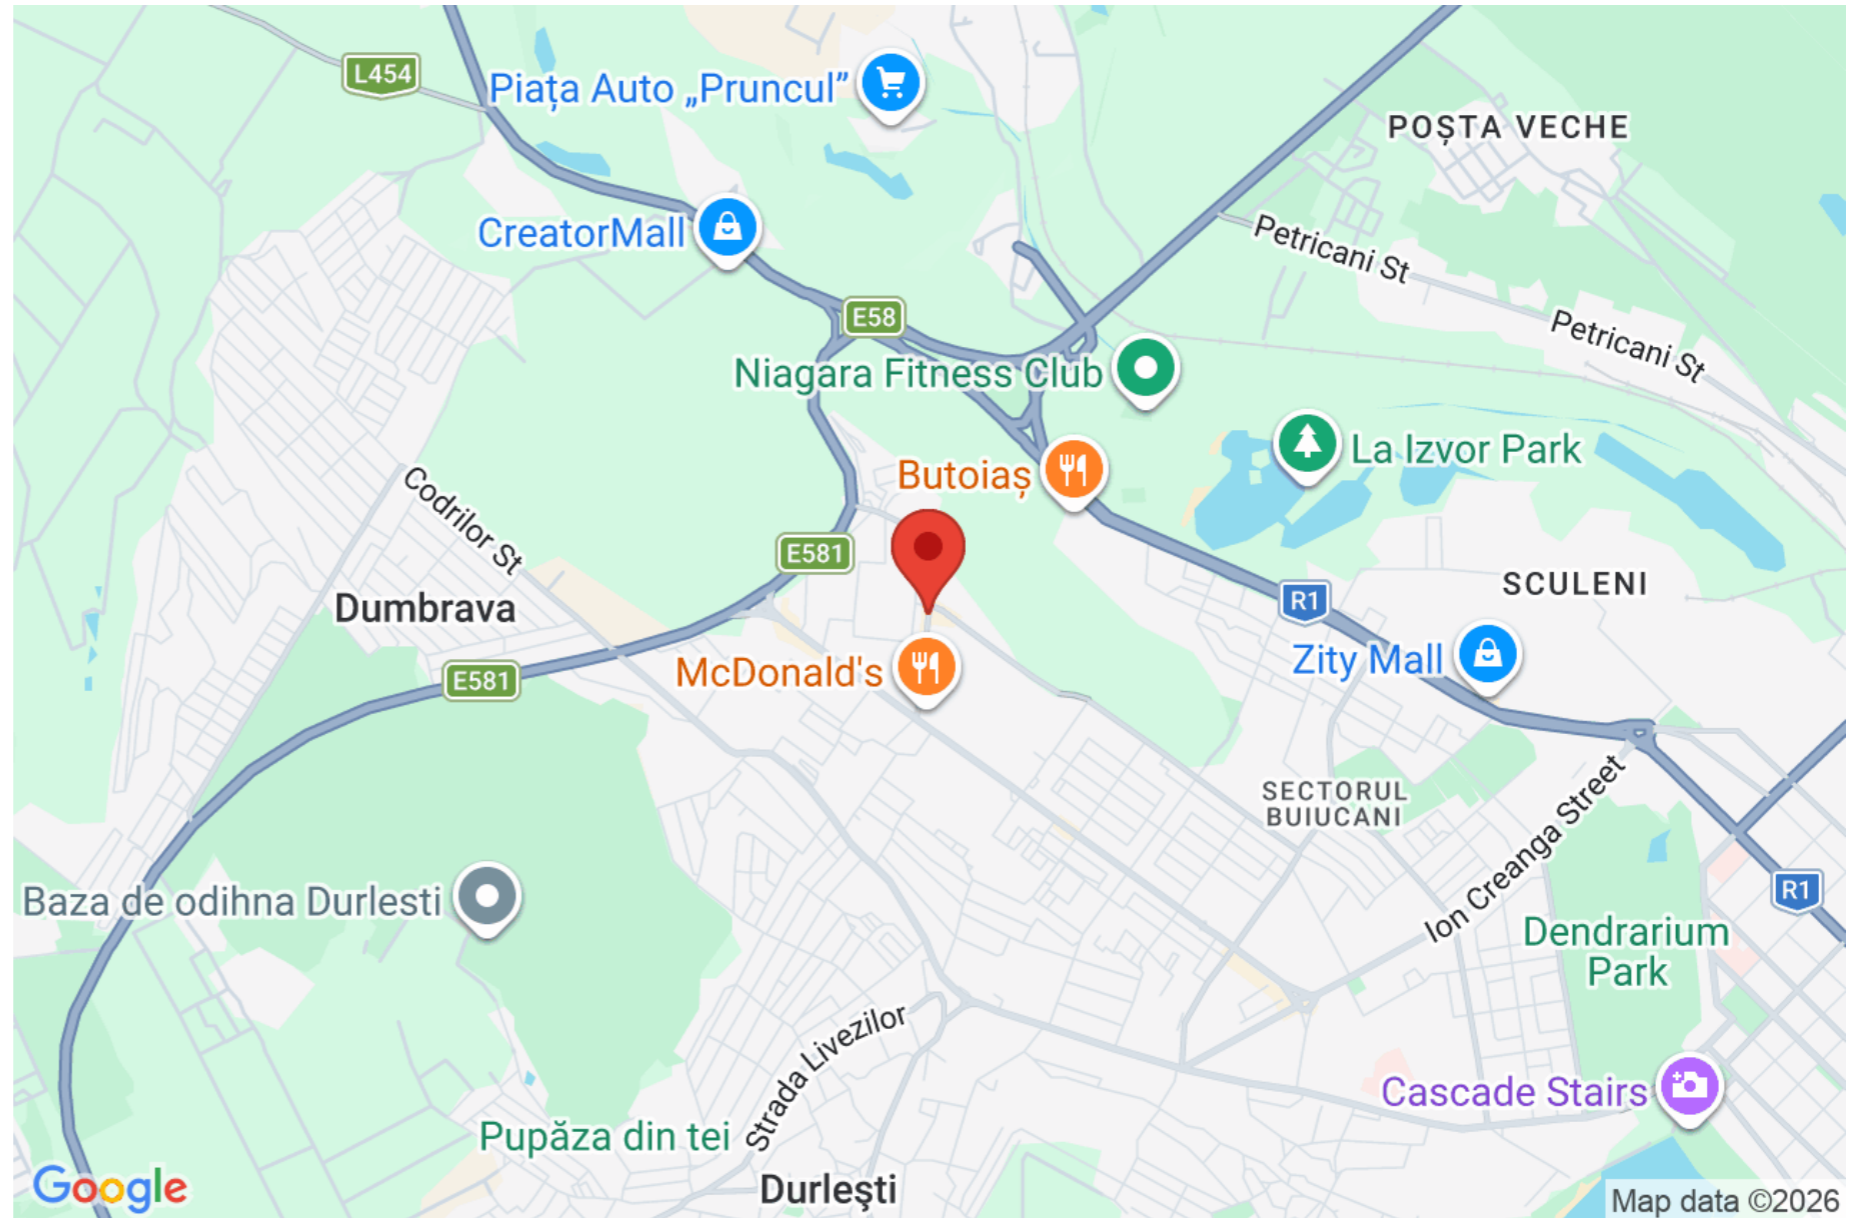 L454
Piața Auto „Pruncul”
POȘTA VECHE
CreatorMall
Petricani St
E58
Petricani St
Niagara Fitness Club
La Izvor Park
Butoiaș
Codrilor St
E581
SCULENI
R1
Dumbrava
Zity Mall
McDonald's
E581
SECTORUL
BUIUCANI
Ion Creanga Street
R1
Baza de odihna Durlesti
Dendrarium
Park
Strada Livezilor
Cascade Stairs
Pupăza din tei
Durleşti
Google
Map data ©2026